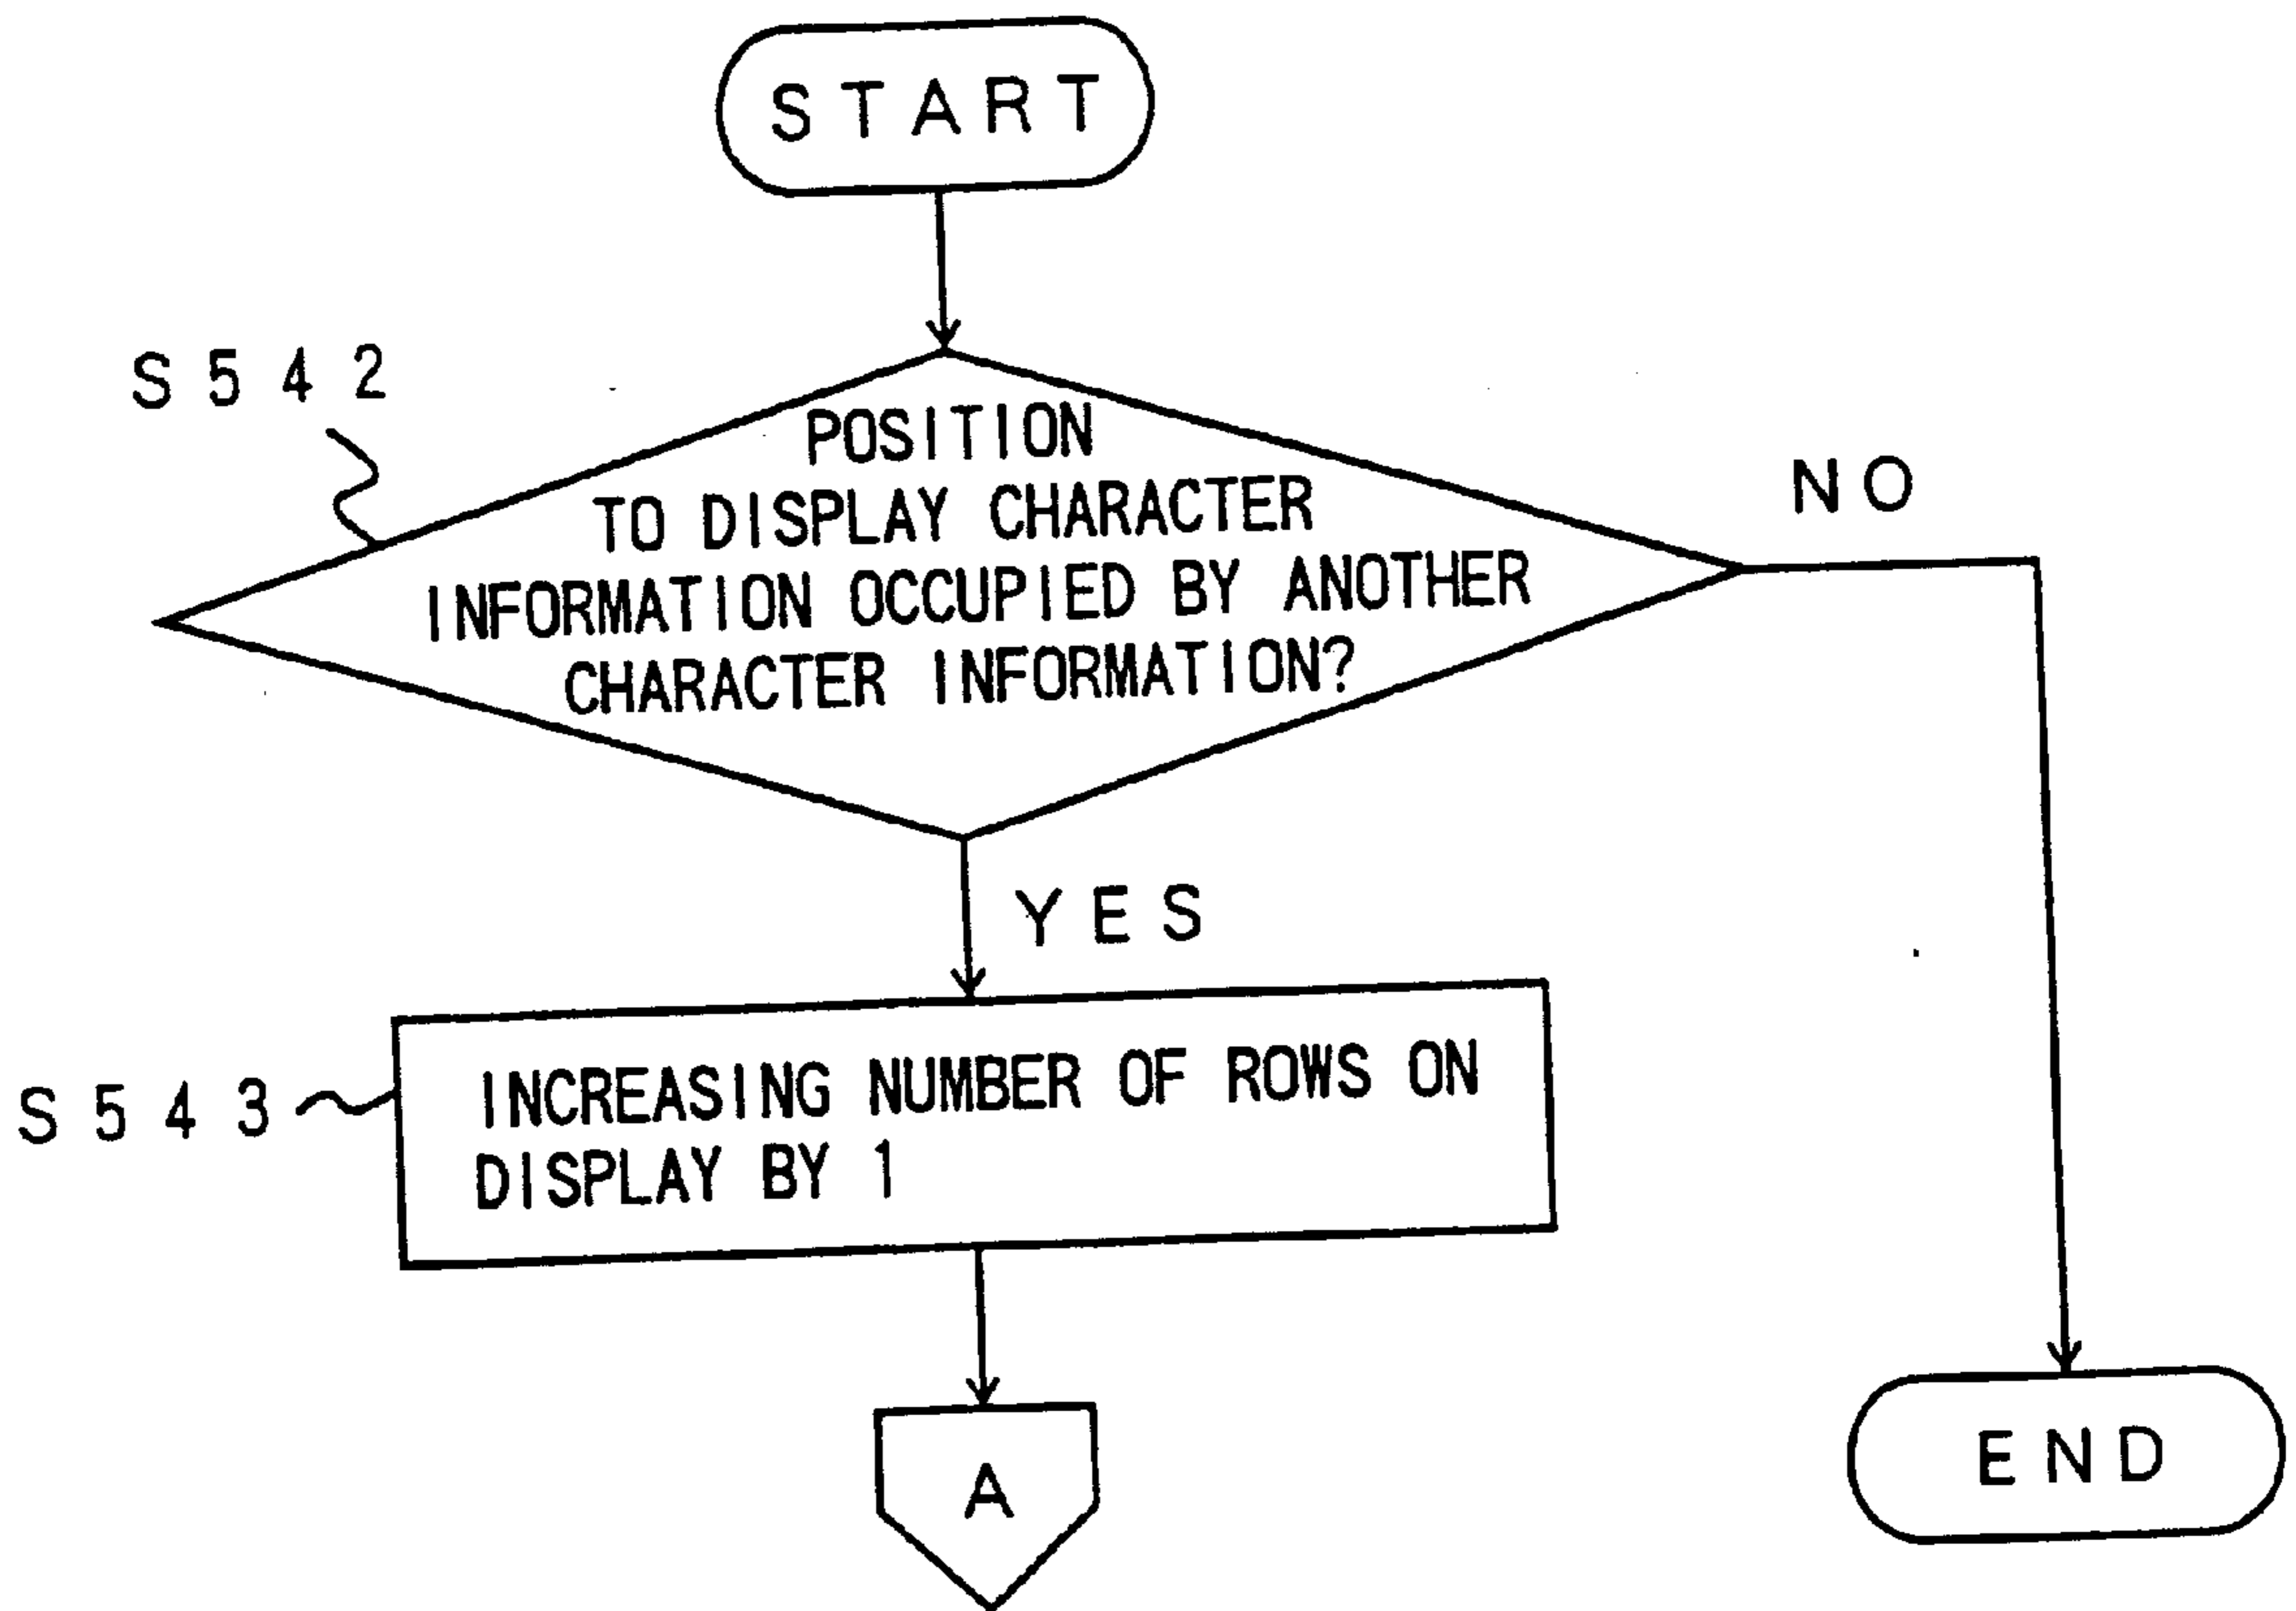 START
S542
POSITION
TO DISPLAY CHARACTER
INFORMATION OCCUPIED BY ANOTHER
CHARACTER INFORMATION?
NO
YES
S543
INCREASING NUMBER OF ROWS ON
DISPLAY BY 1
A
END